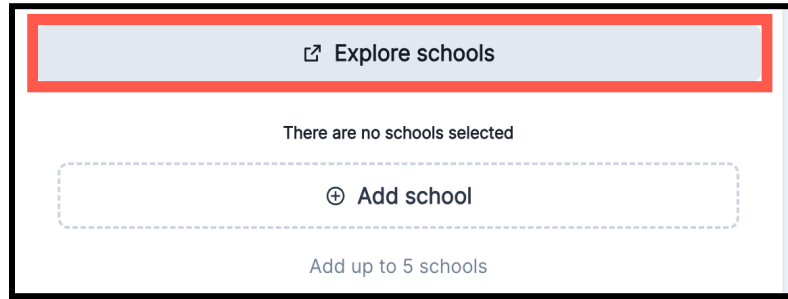 Explore schools
There are no schools selected
Add school
Add up to 5 schools